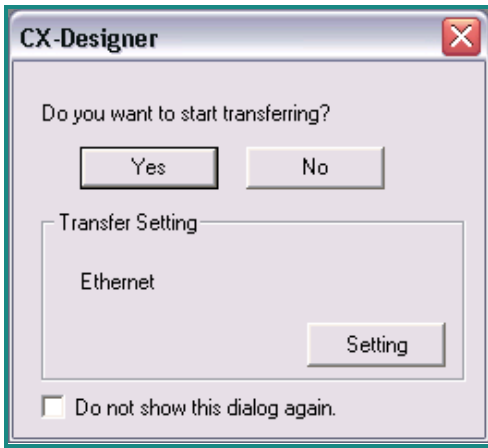 CX-Designer
Do you want to start transferring?
Yes No
Transfer Setting
Ethernet
Setting
Do not show this dialog again.